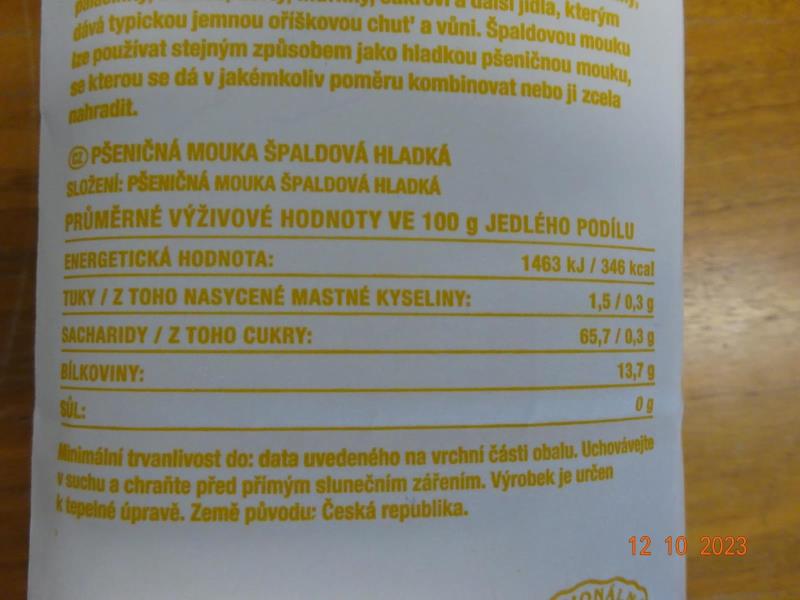 sukroví a další jídla, kterým
dává typickou jemnou oříškovou chuť a vůni. Špaldovou mouku
lze používat stejným způsobem jako hladkou pšeničnou mouku,
se kterou se dá v jakémkoliv poměru kombinovat nebo ji zcela
nahradit.
CZ PŠENIČNÁ MOUKA ŠPALDOVÁ HLADKÁ
SLOŽENÍ: PŠENIČNÁ MOUKA ŠPALDOVÁ HLADKÁ
PRŮMĚRNÉ VÝŽIVOVÉ HODNOTY VE 100 g JEDLÉHO PODÍLU
ENERGETICKÁ HODNOTA: 1463 kJ / 346 kcal
TUKY / Z TOHO NASYCENÉ MASTNÉ KYSELINY: 1,5 / 0,3 g
SACHARIDY / Z TOHO CUKRY: 65,7 / 0,3 g
BÍLKOVINY: 13,7 g
SŮL: 0 g
Minimální trvanlivost do: data uvedeného na vrchní části obalu. Uchovávejte
v suchu a chraňte před přímým slunečním zářením. Výrobek je určen
k tepelné úpravě. Země původu: Česká republika.
12 10 2023